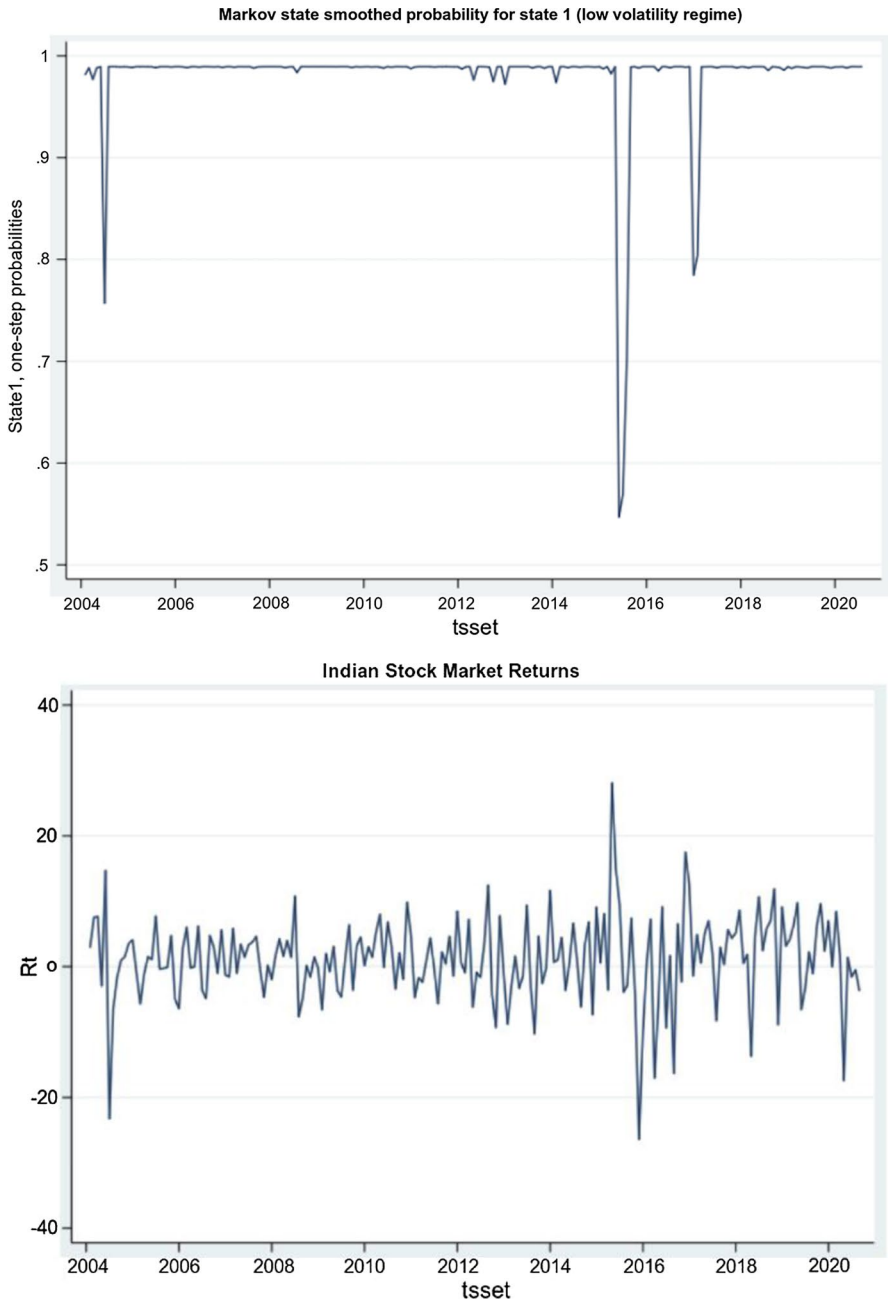 Markov state smoothed probability for state 1 (low volatility regime)
State1, one-step probabilities
1
.9
.8
.7
.6
.5
2004 2006 2008 2010 2012 2014 2016 2018 2020
tsset
Indian Stock Market Returns
Rt
40
20
0
-20
-40
2004 2006 2008 2010 2012 2014 2016 2018 2020
tsset